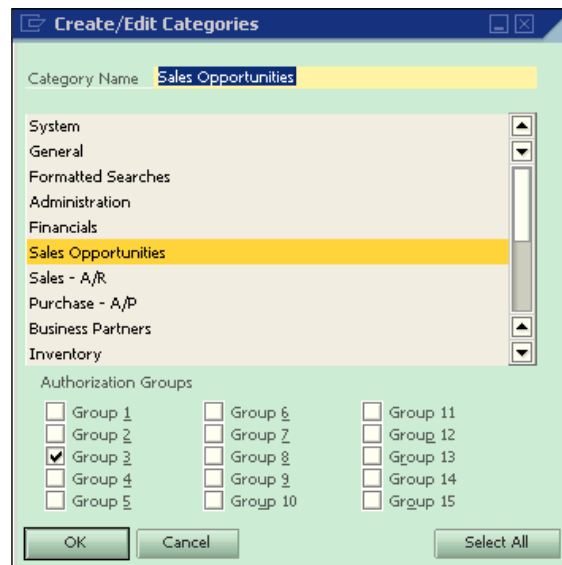 Create/Edit Categories
Category Name Sales Opportunities
System
General
Formatted Searches
Administration
Financials
Sales Opportunities
Sales - A/R
Purchase - A/P
Business Partners
Inventory
Authorization Groups
Group 1 Group 6 Group 11
Group 2 Group 7 Group 12
Group 3 Group 8 Group 13
Group 4 Group 9 Group 14
Group 5 Group 10 Group 15
OK Cancel Select All